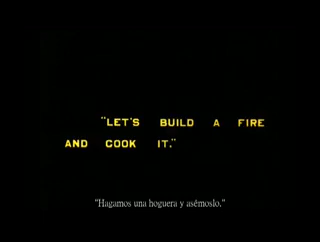 "LET'S BUILD A FIRE
AND COOK IT."
"Hagamos una hoguera y asémoslo."